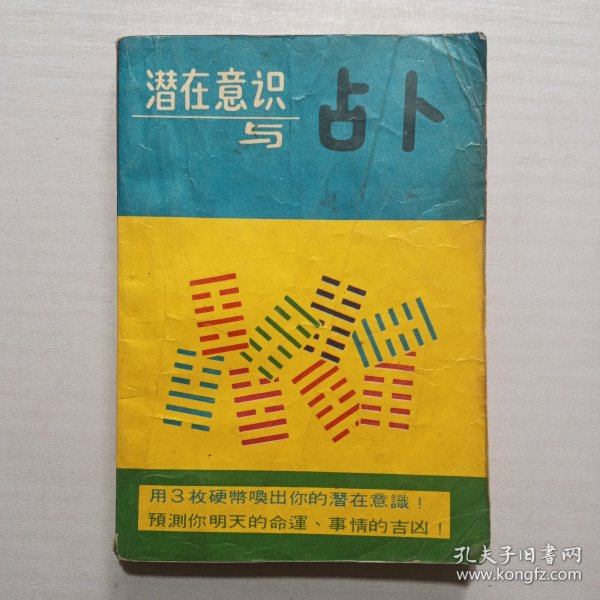 潜在意识
与
占卜
用3枚硬幣喚出你的潛在意識！
預測你明天的命運、事情的吉凶！
孔夫子旧书网
www.kongfz.com